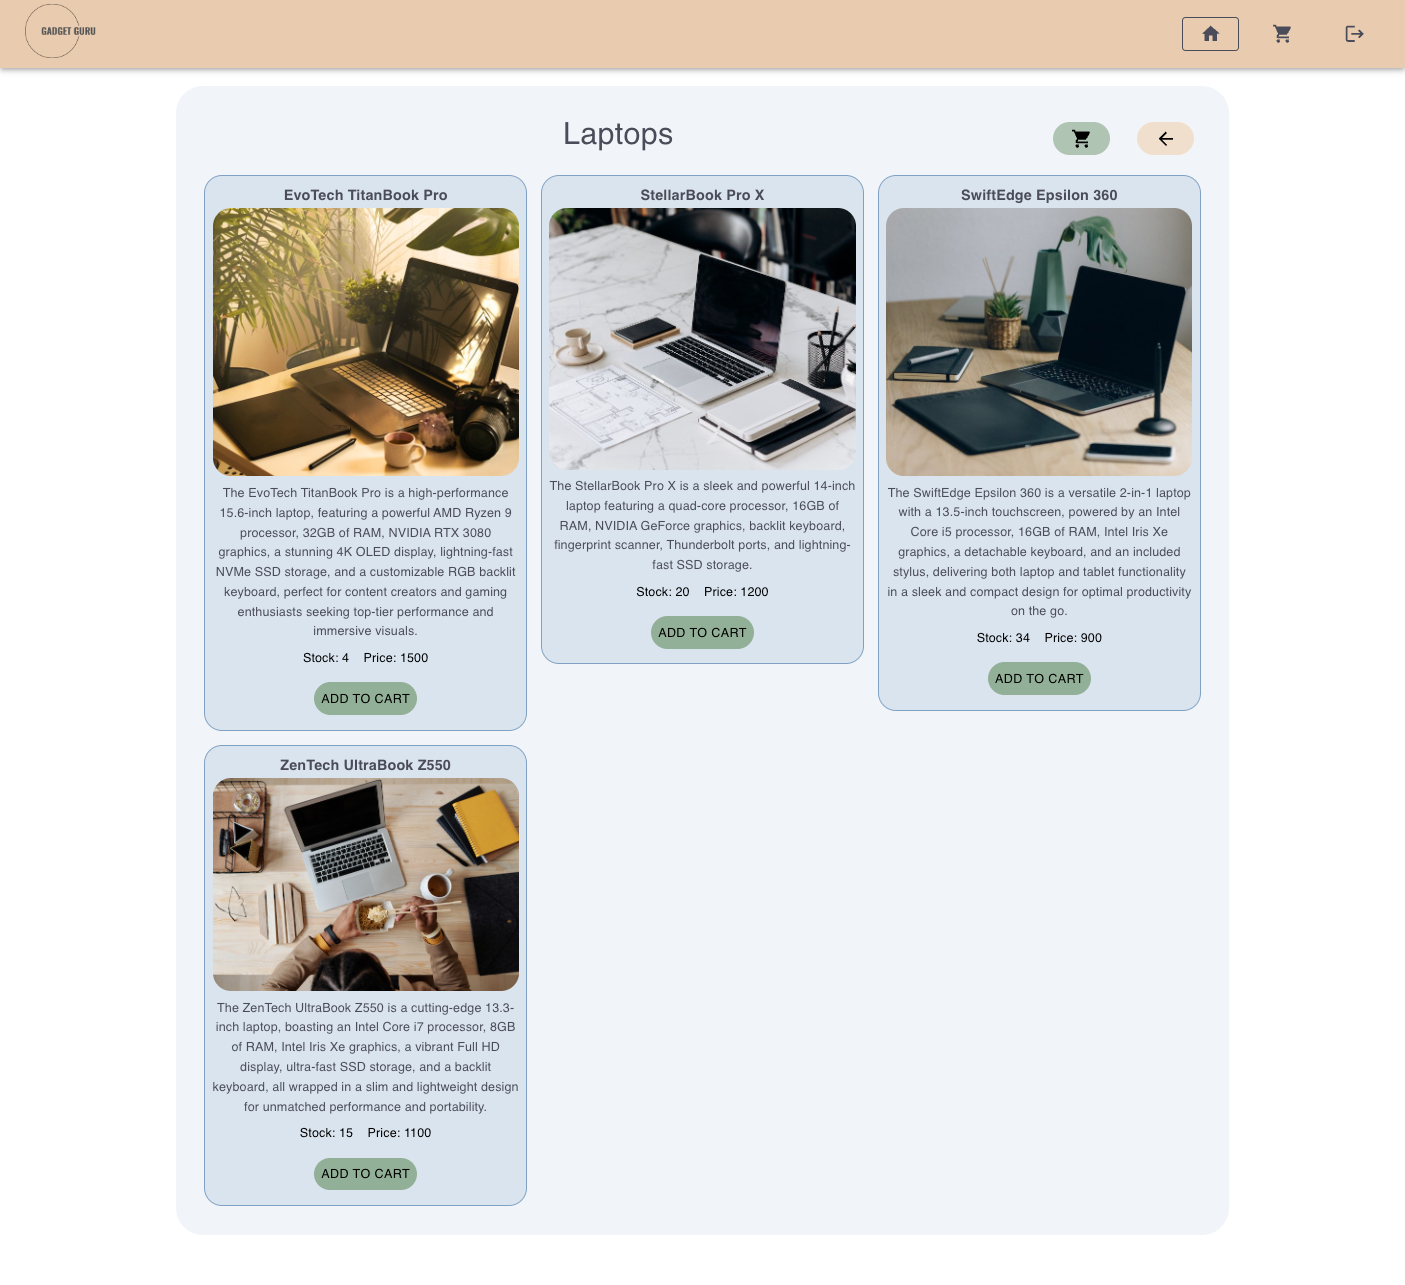 GADGET GURU
Laptops
EvoTech TitanBook Pro
The EvoTech TitanBook Pro is a high-performance
15.6-inch laptop, featuring a powerful AMD Ryzen 9
processor, 32GB of RAM, NVIDIA RTX 3080
graphics, a stunning 4K OLED display, lightning-fast
NVMe SSD storage, and a customizable RGB backlit
keyboard, perfect for content creators and gaming
enthusiasts seeking top-tier performance and
immersive visuals.
Stock: 4 Price: 1500
ADD TO CART
StellarBook Pro X
The StellarBook Pro X is a sleek and powerful 14-inch
laptop featuring a quad-core processor, 16GB of
RAM, NVIDIA GeForce graphics, backlit keyboard,
fingerprint scanner, Thunderbolt ports, and lightning-
fast SSD storage.
Stock: 20 Price: 1200
ADD TO CART
SwiftEdge Epsilon 360
The SwiftEdge Epsilon 360 is a versatile 2-in-1 laptop
with a 13.5-inch touchscreen, powered by an Intel
Core i5 processor, 16GB of RAM, Intel Iris Xe
graphics, a detachable keyboard, and an included
stylus, delivering both laptop and tablet functionality
in a sleek and compact design for optimal productivity
on the go.
Stock: 34 Price: 900
ADD TO CART
ZenTech UltraBook Z550
The ZenTech UltraBook Z550 is a cutting-edge 13.3-
inch laptop, boasting an Intel Core i7 processor, 8GB
of RAM, Intel Iris Xe graphics, a vibrant Full HD
display, ultra-fast SSD storage, and a backlit
keyboard, all wrapped in a slim and lightweight design
for unmatched performance and portability.
Stock: 15 Price: 1100
ADD TO CART